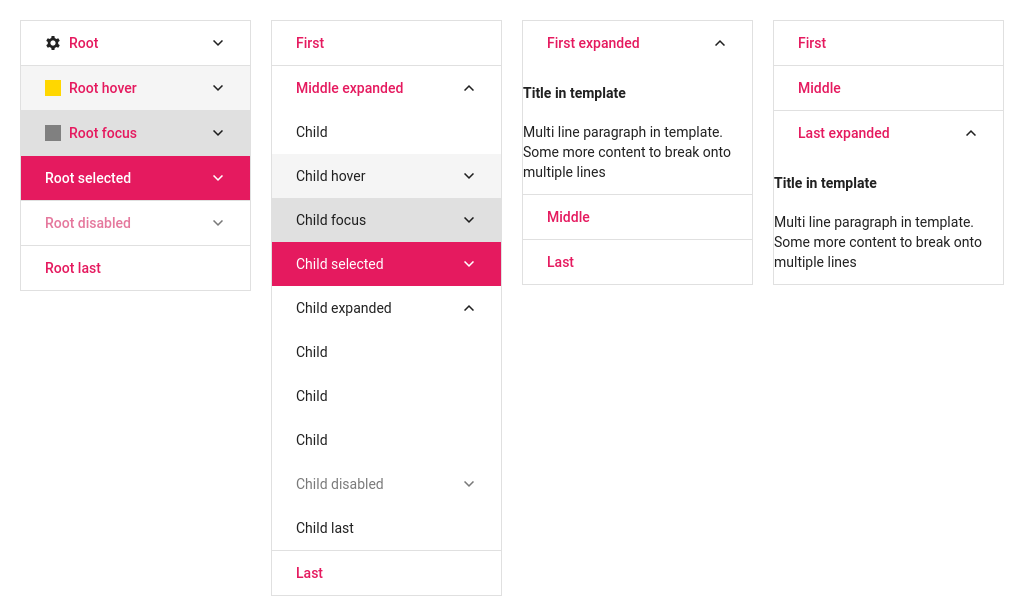 Root
Root hover
Root focus
Root selected
Root disabled
Root last
First
Middle expanded
Child
Child hover
Child focus
Child selected
Child expanded
Child
Child
Child
Child disabled
Child last
Last
First expanded
Title in template
Multi line paragraph in template.
Some more content to break onto
multiple lines
Middle
Last
First
Middle
Last expanded
Title in template
Multi line paragraph in template.
Some more content to break onto
multiple lines